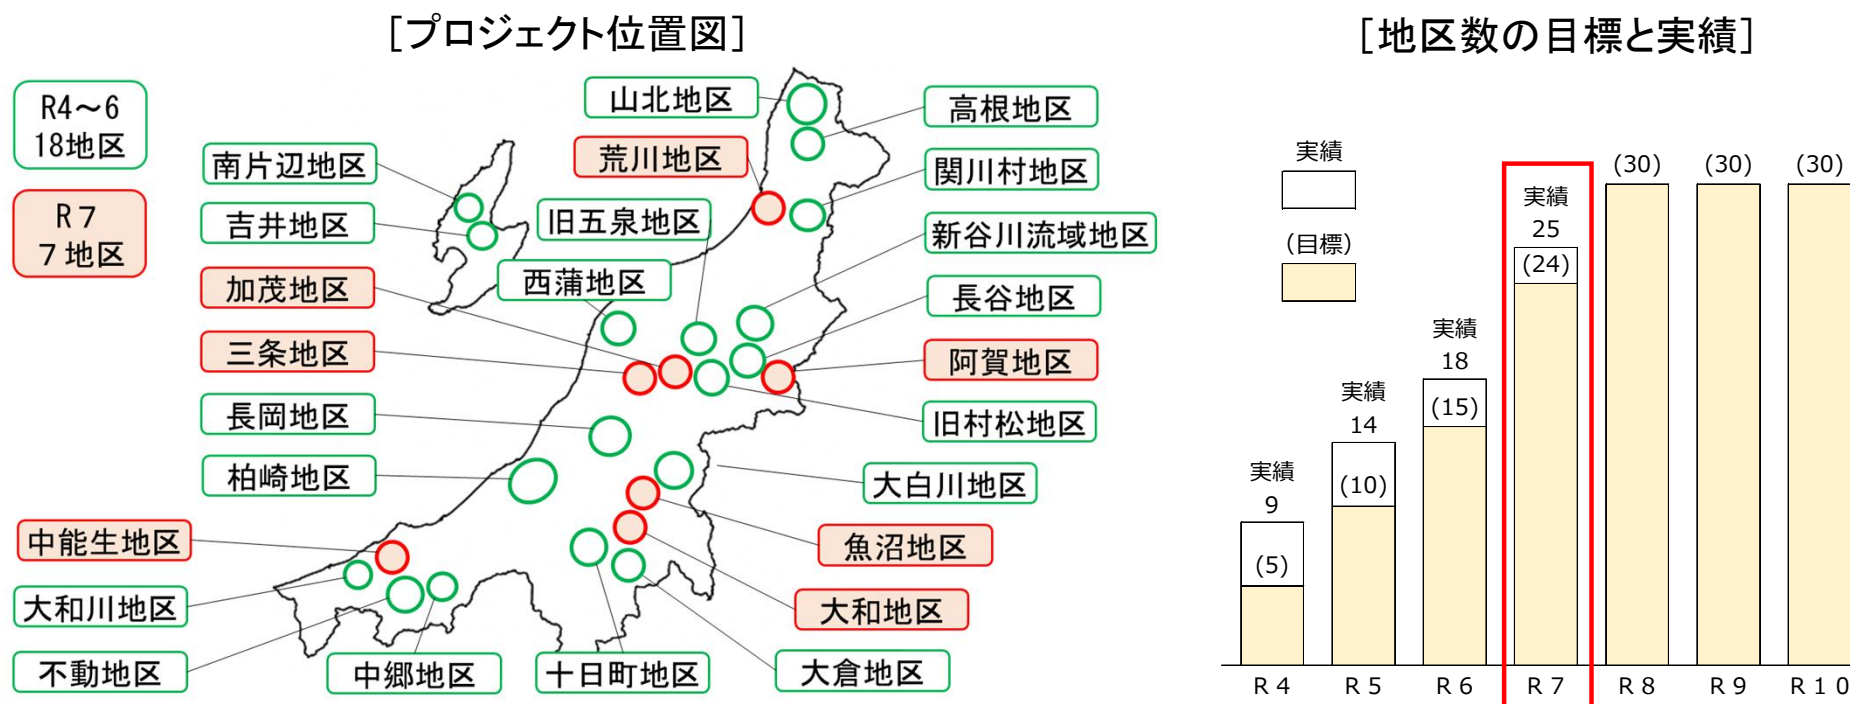 [プロジェクト位置図]
R4～6
18地区
R７
７地区
山北地区
高根地区
荒川地区
南片辺地区
関川村地区
吉井地区
旧五泉地区
新谷川流域地区
加茂地区
西蒲地区
長谷地区
三条地区
阿賀地区
長岡地区
旧村松地区
柏崎地区
大白川地区
中能生地区
魚沼地区
大和川地区
大和地区
不動地区
中郷地区
十日町地区
大倉地区
[地区数の目標と実績]
実績
(目標)
実績
9
(5)
実績
14
(10)
実績
18
(15)
実績
25
(24)
(30)
(30)
(30)
R４
R５
R６
R７
R８
R９
R１０